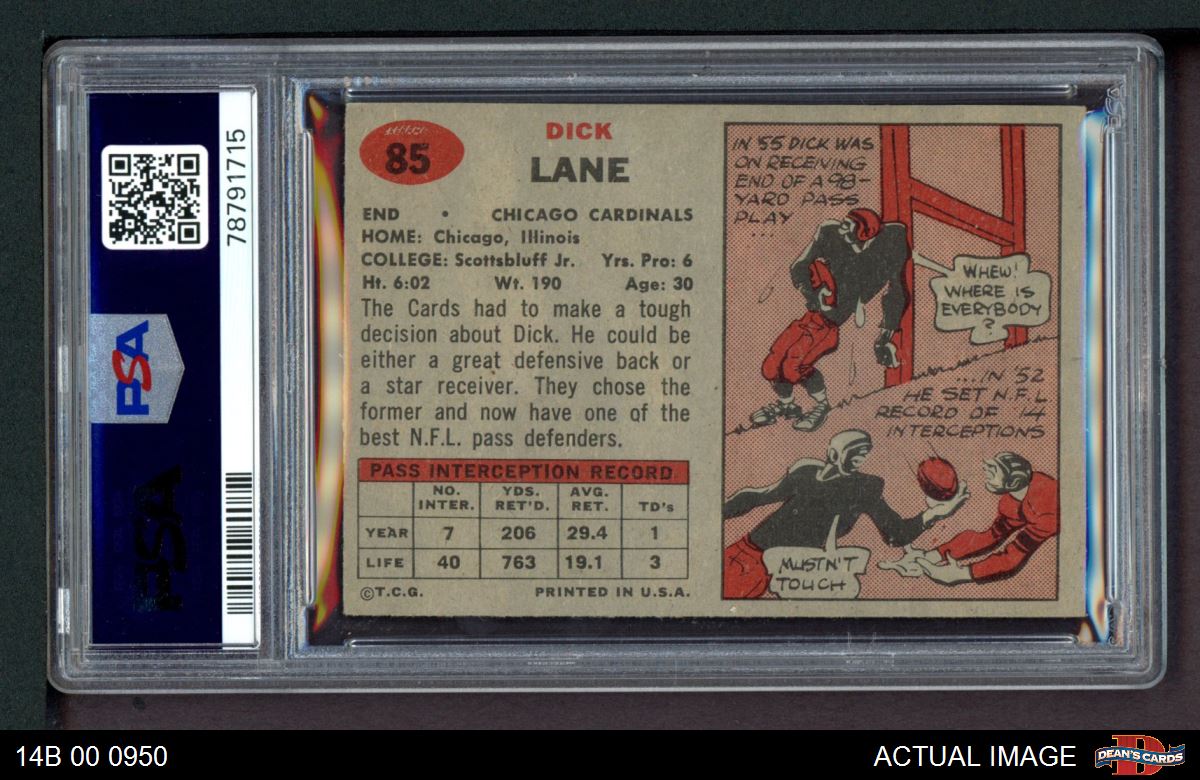 78791715
PSA
PSA
85
DICK
LANE
END • CHICAGO CARDINALS
HOME: Chicago, Illinois
COLLEGE: Scottsbluff Jr. Yrs. Pro: 6
Ht. 6:02 Wt. 190 Age: 30
The Cards had to make a tough
decision about Dick. He could be
either a great defensive back or
a star receiver. They chose the
former and now have one of the
best N.F.L. pass defenders.
PASS INTERCEPTION RECORD
NO. YDS. AVG.
INTER. RET'D. RET. TD's
YEAR 7 206 29.4 1
LIFE 40 763 19.1 3
©T.C.G. PRINTED IN U.S.A.
IN '55 DICK WAS
ON RECEIVING
END OF A 98-
YARD PASS
PLAY
...
WHEW!
WHERE IS
EVERYBODY
?
....IN '52
HE SET N.F.L
RECORD OF 14
INTERCEPTIONS
MUSTN'T
TOUCH
14B 00 0950
ACTUAL IMAGE
DEAN'S CARDS